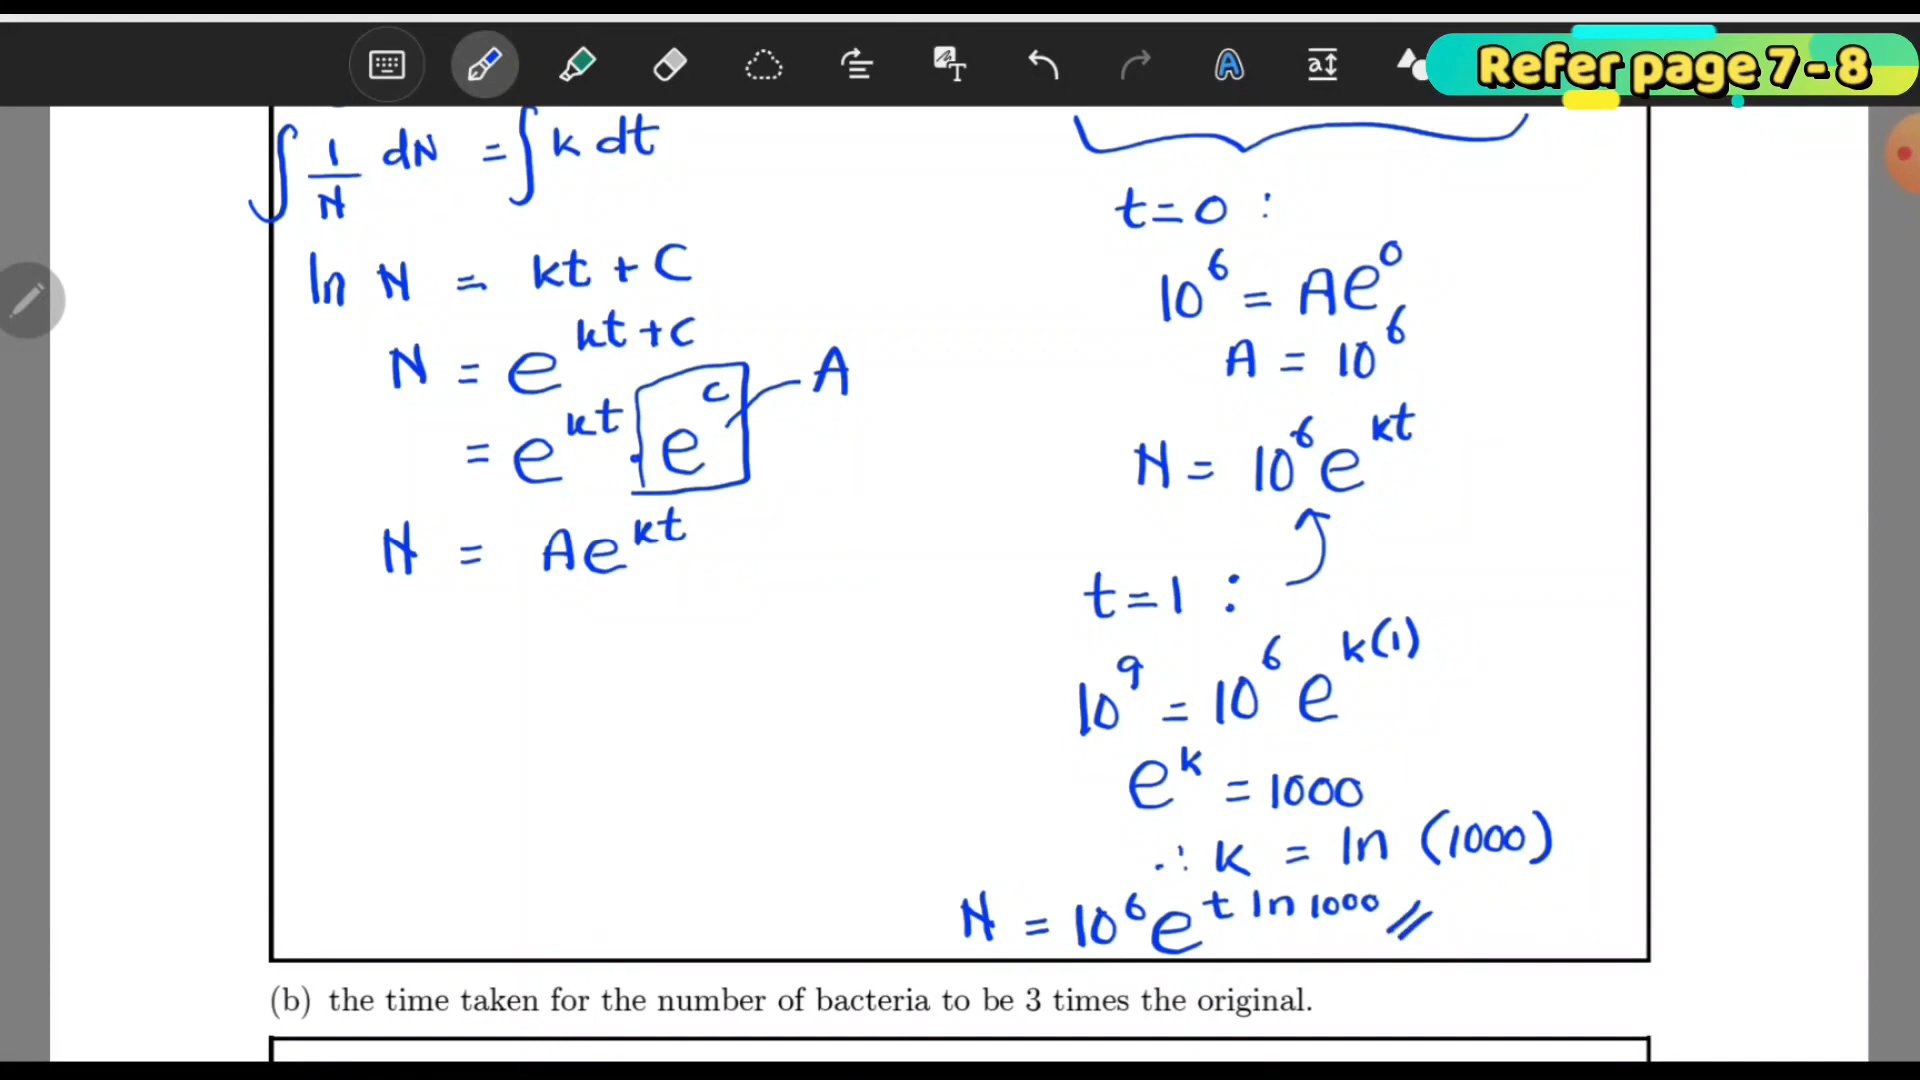 Refer page 7 - 8
∫ 1/N dN = ∫ k dt
ln N = kt + C
N = e^(kt + c)
= e^(kt) . e^c — A
N = Ae^(kt)
t = 0 :
10^6 = Ae^0
A = 10^6
N = 10^6 e^(kt)
t = 1 :
10^9 = 10^6 e^(k(1))
e^k = 1000
∴ k = ln (1000)
N = 10^6 e^(t ln 1000) //
(b) the time taken for the number of bacteria to be 3 times the original.